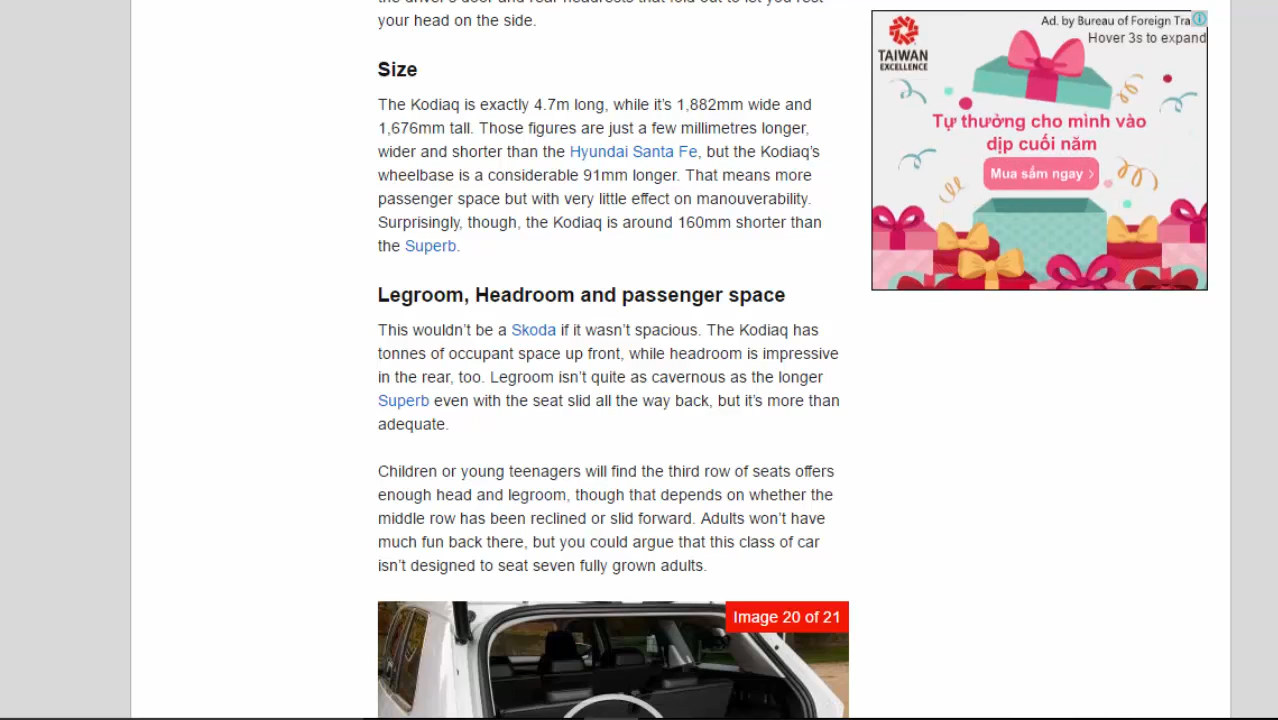 your head on the side.
Size
The Kodiaq is exactly 4.7m long, while it's 1,882mm wide and
1,676mm tall. Those figures are just a few millimetres longer,
wider and shorter than the Hyundai Santa Fe, but the Kodiaq's
wheelbase is a considerable 91mm longer. That means more
passenger space but with very little effect on manouverability.
Surprisingly, though, the Kodiaq is around 160mm shorter than
the Superb.
Legroom, Headroom and passenger space
This wouldn't be a Skoda if it wasn't spacious. The Kodiaq has
tonnes of occupant space up front, while headroom is impressive
in the rear, too. Legroom isn't quite as cavernous as the longer
Superb even with the seat slid all the way back, but it's more than
adequate.
Children or young teenagers will find the third row of seats offers
enough head and legroom, though that depends on whether the
middle row has been reclined or slid forward. Adults won't have
much fun back there, but you could argue that this class of car
isn't designed to seat seven fully grown adults.
Image 20 of 21
Ad. by Bureau of Foreign Tra
Hover 3s to expand
TAIWAN
EXCELLENCE
Tự thưởng cho mình vào
dịp cuối năm
Mua sắm ngay >